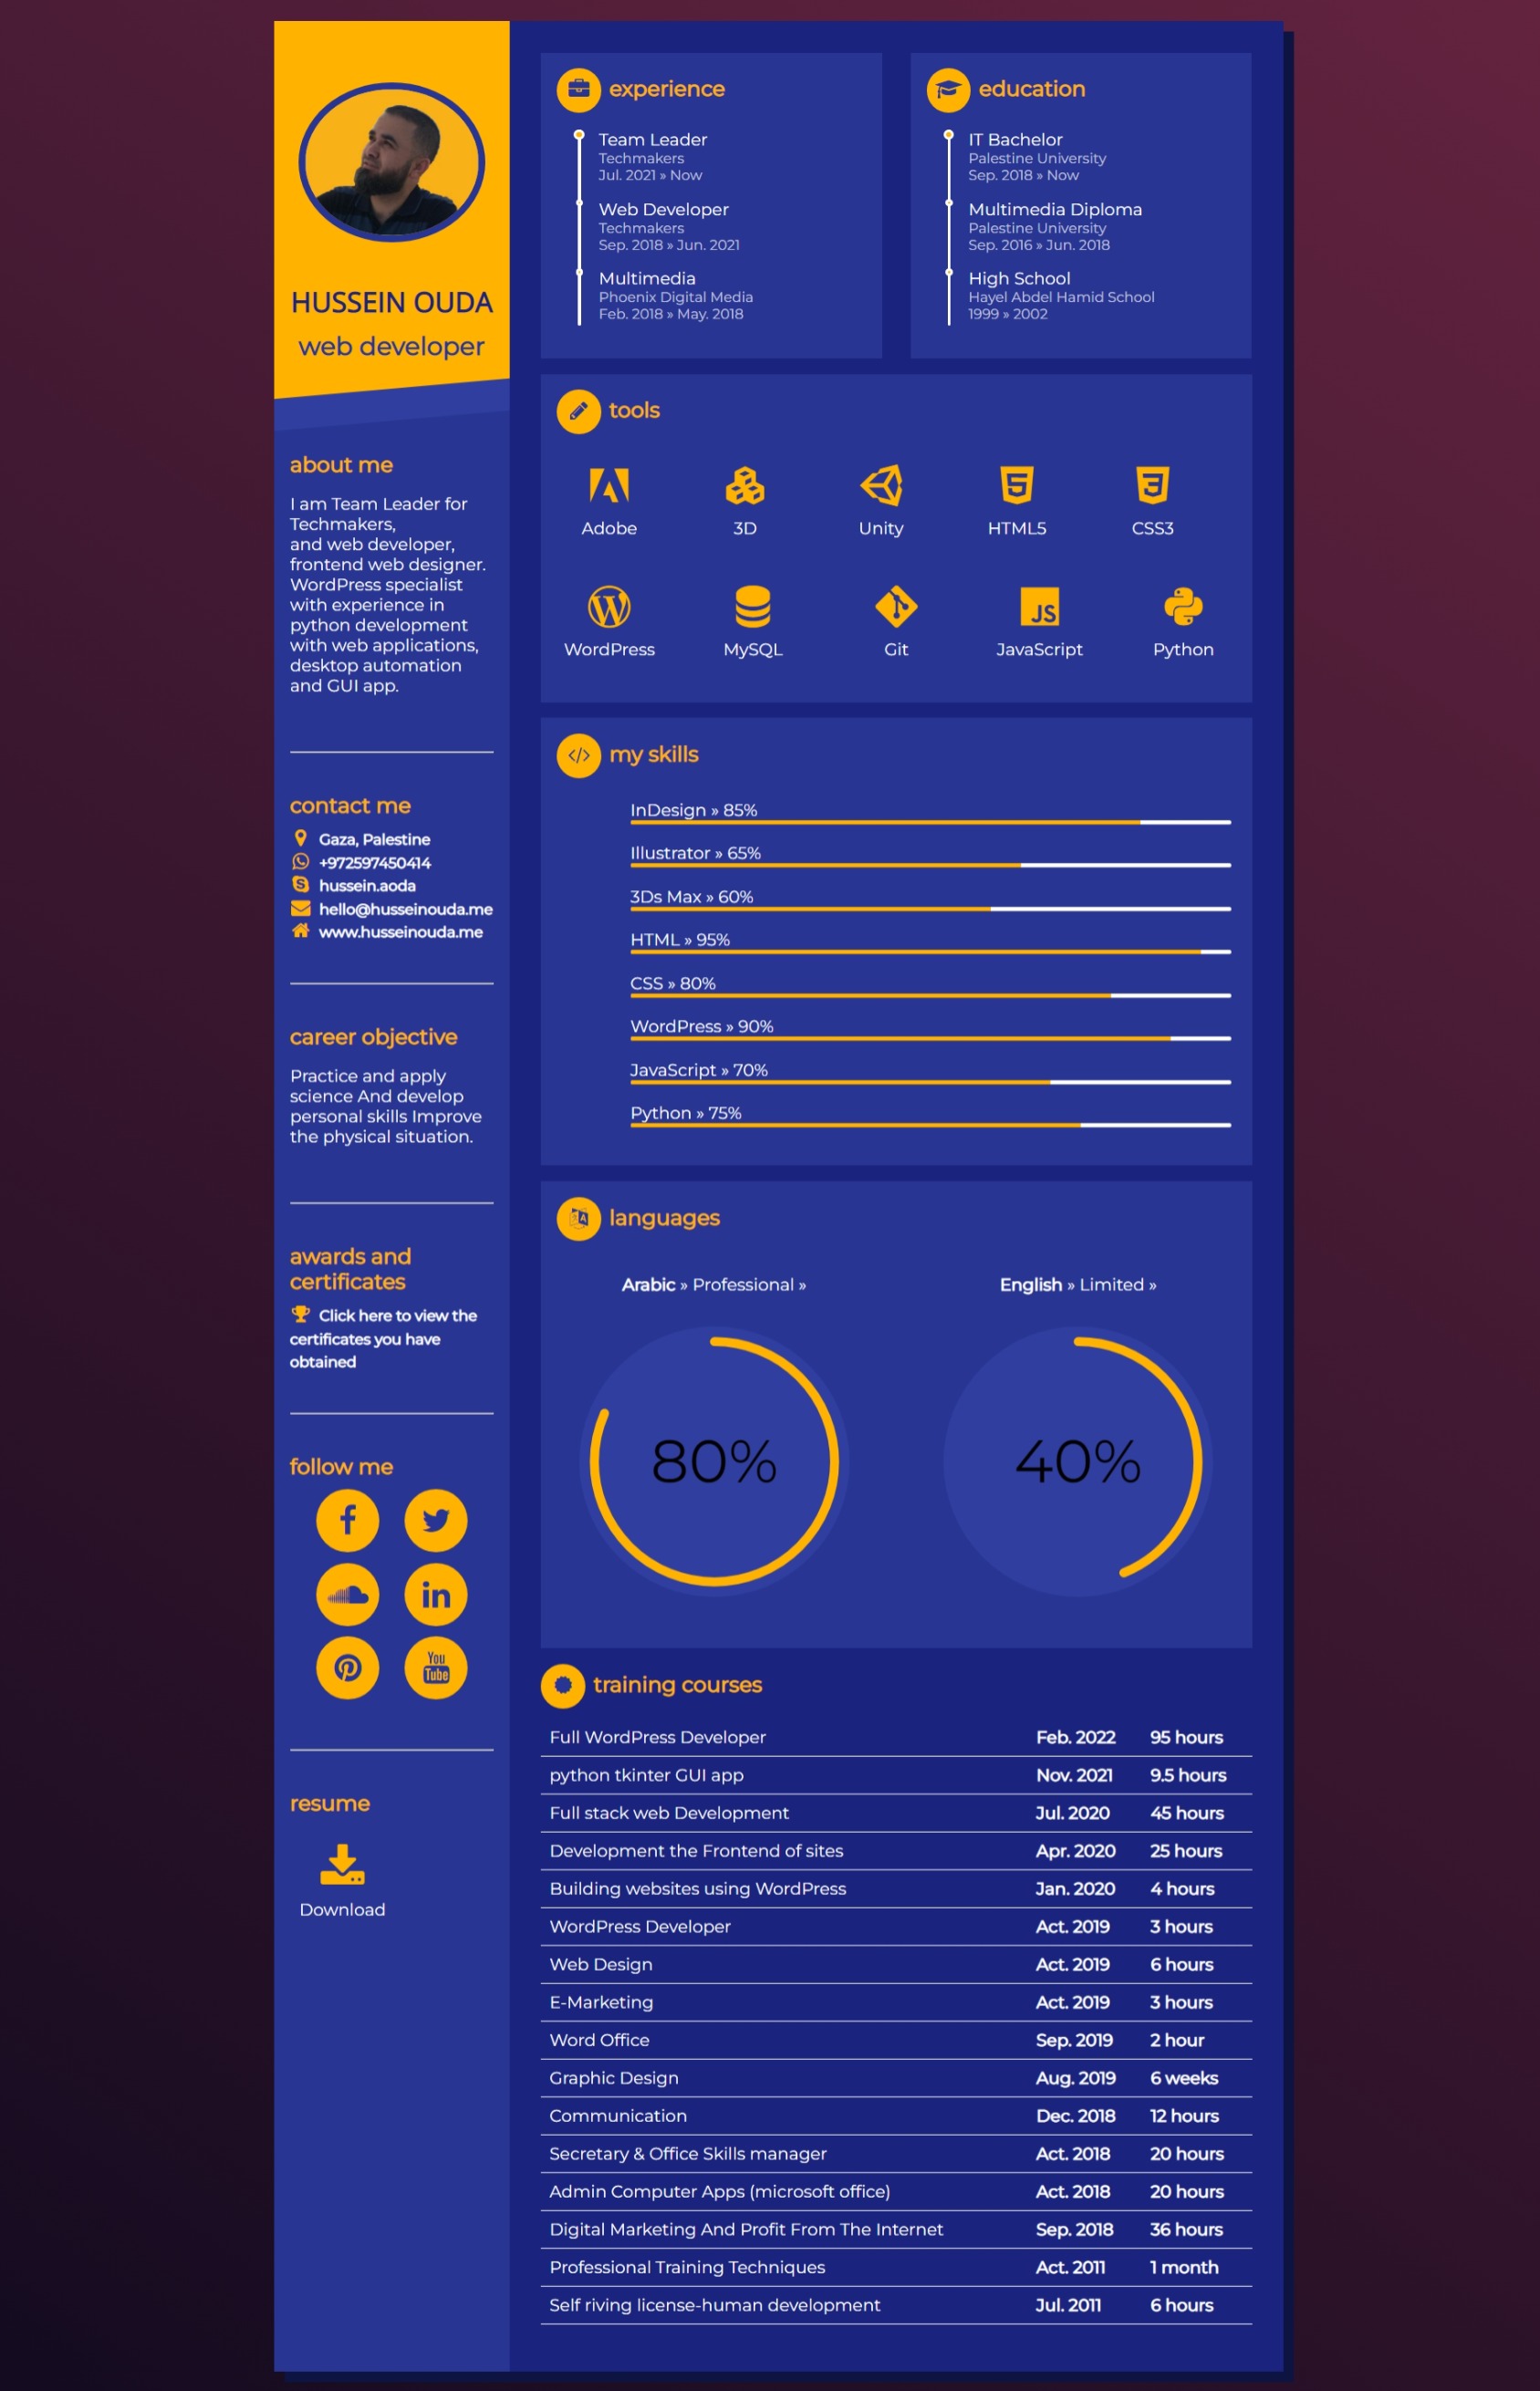 HUSSEIN OUDA
web developer
about me
I am Team Leader for
Techmakers,
and web developer,
frontend web designer.
WordPress specialist
with experience in
python development
with web applications,
desktop automation
and GUI app.
contact me
Gaza, Palestine
+972597450414
hussein.aoda
hello@husseinouda.me
www.husseinouda.me
career objective
Practice and apply
science And develop
personal skills Improve
the physical situation.
awards and
certificates
Click here to view the
certificates you have
obtained
follow me
You
Tube
resume
Download
experience
Team Leader
Techmakers
Jul. 2021 » Now
Web Developer
Techmakers
Sep. 2018 » Jun. 2021
Multimedia
Phoenix Digital Media
Feb. 2018 » May. 2018
education
IT Bachelor
Palestine University
Sep. 2018 » Now
Multimedia Diploma
Palestine University
Sep. 2016 » Jun. 2018
High School
Hayel Abdel Hamid School
1999 » 2002
tools
Adobe
3D
Unity
HTML5
CSS3
WordPress
MySQL
Git
JS
JavaScript
Python
my skills
InDesign » 85%
Illustrator » 65%
3Ds Max » 60%
HTML » 95%
CSS » 80%
WordPress » 90%
JavaScript » 70%
Python » 75%
languages
Arabic » Professional »
80%
English » Limited »
40%
training courses
Full WordPress Developer Feb. 2022 95 hours
python tkinter GUI app Nov. 2021 9.5 hours
Full stack web Development Jul. 2020 45 hours
Development the Frontend of sites Apr. 2020 25 hours
Building websites using WordPress Jan. 2020 4 hours
WordPress Developer Act. 2019 3 hours
Web Design Act. 2019 6 hours
E-Marketing Act. 2019 3 hours
Word Office Sep. 2019 2 hour
Graphic Design Aug. 2019 6 weeks
Communication Dec. 2018 12 hours
Secretary & Office Skills manager Act. 2018 20 hours
Admin Computer Apps (microsoft office) Act. 2018 20 hours
Digital Marketing And Profit From The Internet Sep. 2018 36 hours
Professional Training Techniques Act. 2011 1 month
Self riving license-human development Jul. 2011 6 hours